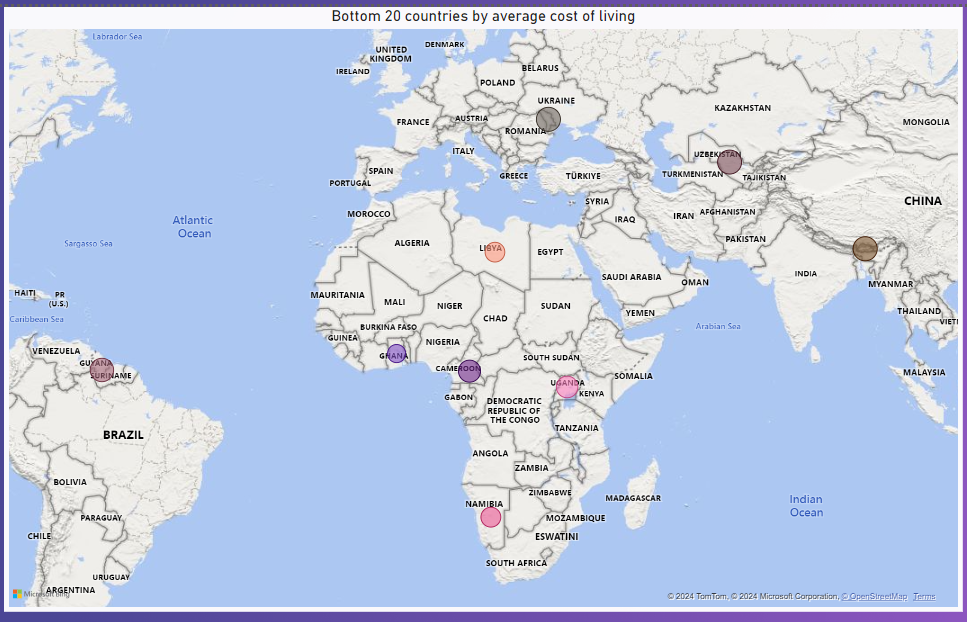 Bottom 20 countries by average cost of living
Labrador Sea
UNITED
KINGDOM
DENMARK
IRELAND
BELARUS
POLAND
UKRAINE
KAZAKHSTAN
MONGOLIA
FRANCE
AUSTRIA
ROMANIA
ITALY
UZBEKISTAN
SPAIN
PORTUGAL
GREECE
TÜRKIYE
TURKMENISTAN
TAJIKISTAN
SYRIA
CHINA
MOROCCO
IRAQ
IRAN
AFGHANISTAN
Atlantic
Ocean
Sargasso Sea
ALGERIA
LIBYA
EGYPT
PAKISTAN
INDIA
SAUDI ARABIA
OMAN
MYANMAR
HAITI
PR
(U.S.)
MAURITANIA
MALI
NIGER
CHAD
SUDAN
YEMEN
THAILAND
Caribbean Sea
Arabian Sea
VIET
BURKINA FASO
GUINEA
NIGERIA
GHANA
VENEZUELA
GUYANA
SURINAME
CAMEROON
SOUTH SUDAN
SOMALIA
MALAYSIA
UGANDA
KENYA
GABON
DEMOCRATIC
REPUBLIC OF
THE CONGO
TANZANIA
BRAZIL
ANGOLA
ZAMBIA
BOLIVIA
ZIMBABWE
MADAGASCAR
Indian
Ocean
NAMIBIA
MOZAMBIQUE
PARAGUAY
CHILE
ESWATINI
SOUTH AFRICA
URUGUAY
ARGENTINA
Microsoft Bing
© 2024 TomTom, © 2024 Microsoft Corporation, © OpenStreetMap Terms